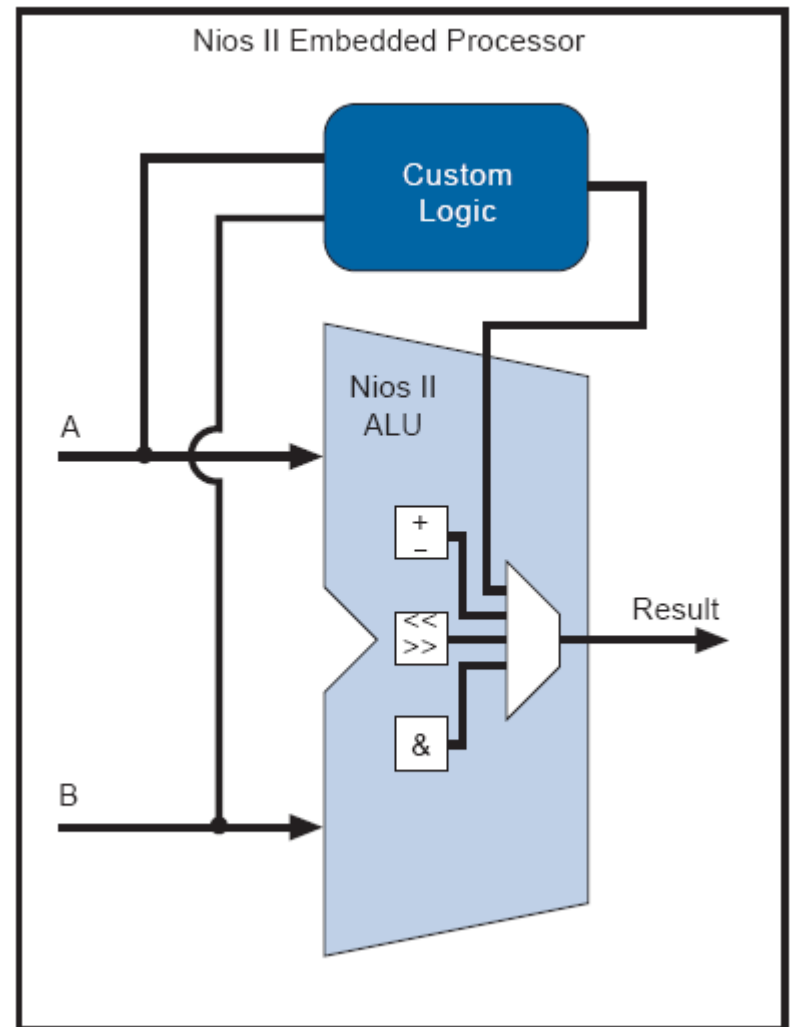 Nios II Embedded Processor
Custom
Logic
Nios II
ALU
A
+
–
<<
>>
Result
&
B